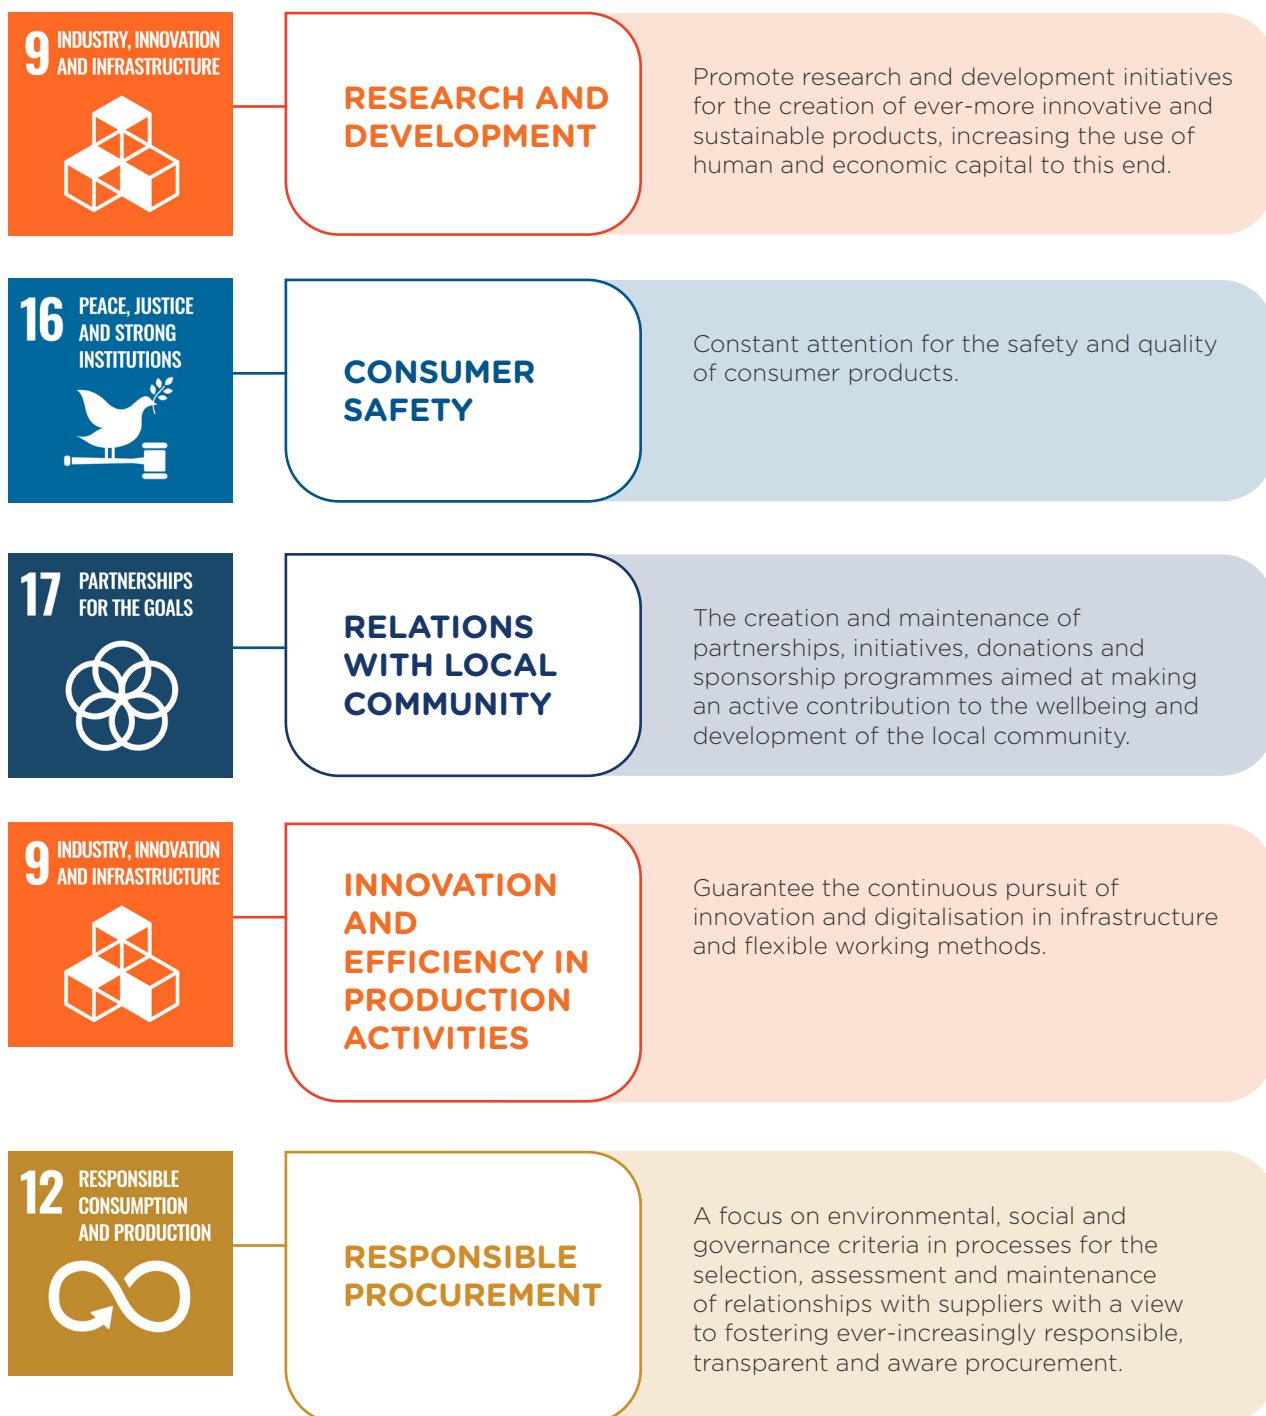 9 INDUSTRY, INNOVATION
AND INFRASTRUCTURE
RESEARCH AND
DEVELOPMENT
Promote research and development initiatives
for the creation of ever-more innovative and
sustainable products, increasing the use of
human and economic capital to this end.
16 PEACE, JUSTICE
AND STRONG
INSTITUTIONS
CONSUMER
SAFETY
Constant attention for the safety and quality
of consumer products.
17 PARTNERSHIPS
FOR THE GOALS
RELATIONS
WITH LOCAL
COMMUNITY
The creation and maintenance of
partnerships, initiatives, donations and
sponsorship programmes aimed at making
an active contribution to the wellbeing and
development of the local community.
9 INDUSTRY, INNOVATION
AND INFRASTRUCTURE
INNOVATION
AND
EFFICIENCY IN
PRODUCTION
ACTIVITIES
Guarantee the continuous pursuit of
innovation and digitalisation in infrastructure
and flexible working methods.
12 RESPONSIBLE
CONSUMPTION
AND PRODUCTION
RESPONSIBLE
PROCUREMENT
A focus on environmental, social and
governance criteria in processes for the
selection, assessment and maintenance
of relationships with suppliers with a view
to fostering ever-increasingly responsible,
transparent and aware procurement.